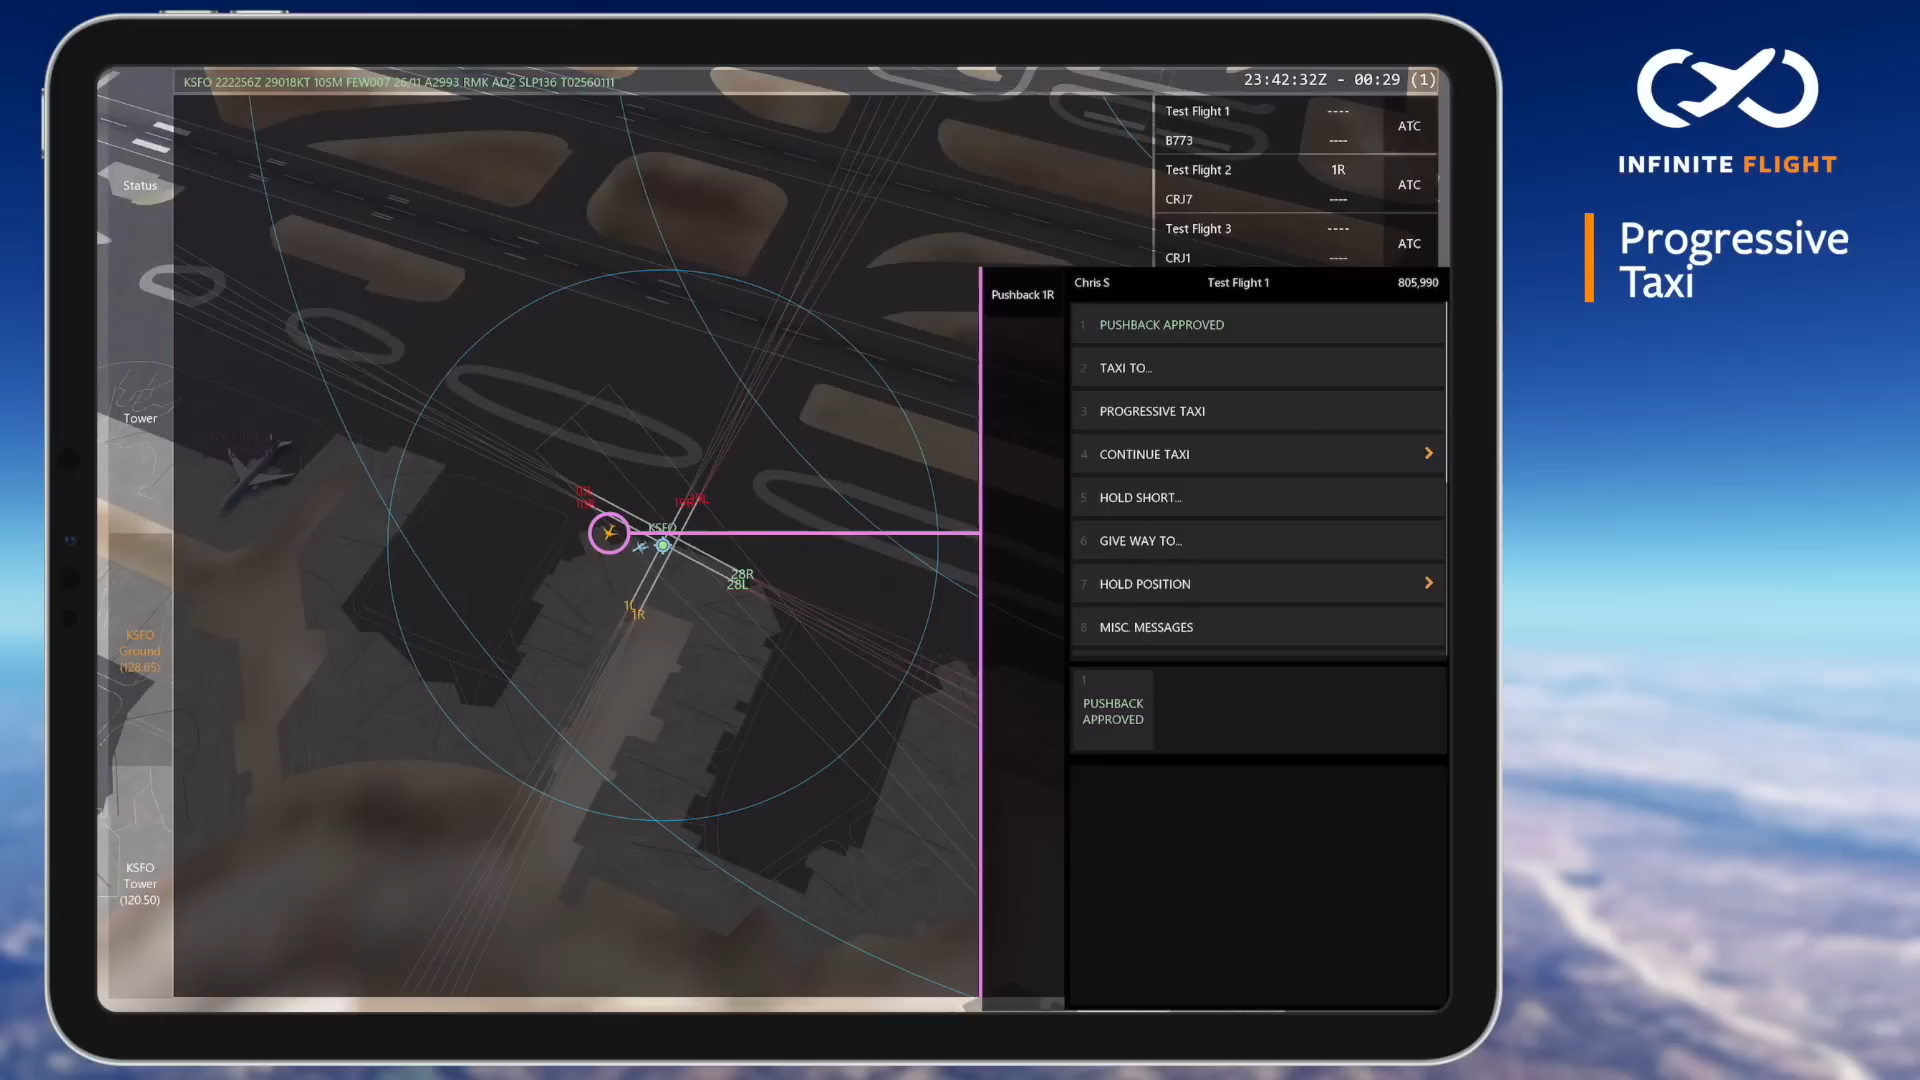 KSFO 222256Z 29018KT 10SM FEW007 26/11 A2993 RMK AO2 SLP136 T02560111
23:42:32Z - 00:29 (1)
INFINITE FLIGHT
Progressive
Taxi
Test Flight 1 ---- ATC
B773 ----
Test Flight 2 1R ATC
CRJ7 ----
Test Flight 3 ---- ATC
CRJ1 ----
Status
Tower
KSFO
Ground
(128.65)
KSFO
Tower
(120.50)
10L
10R
KSFO
28R
28L
1L
1R
Pushback 1R
Chris S Test Flight 1 805,990
1 PUSHBACK APPROVED
2 TAXI TO...
3 PROGRESSIVE TAXI
4 CONTINUE TAXI
5 HOLD SHORT...
6 GIVE WAY TO...
7 HOLD POSITION
8 MISC. MESSAGES
1
PUSHBACK
APPROVED